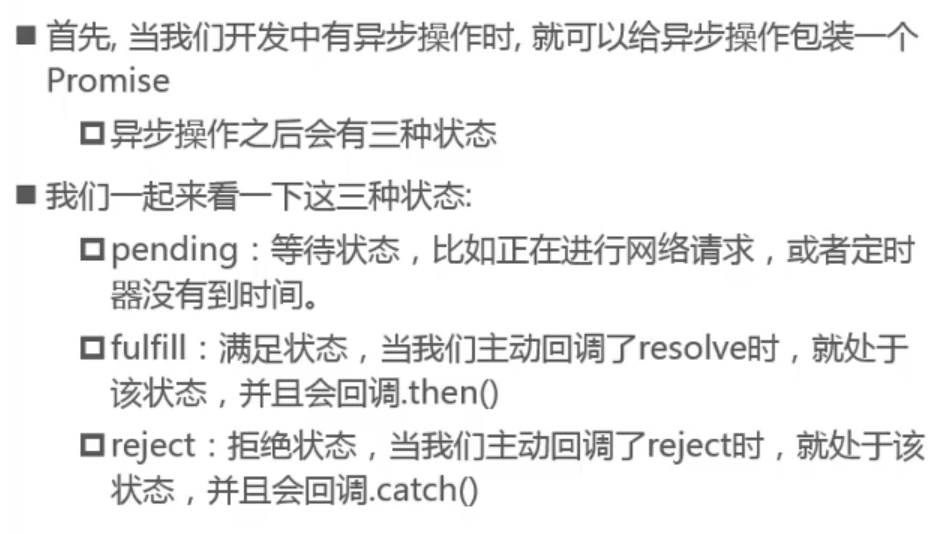 ■ 首先, 当我们开发中有异步操作时, 就可以给异步操作包装一个
Promise
异步操作之后会有三种状态
■ 我们一起来看一下这三种状态:
pending：等待状态，比如正在进行网络请求，或者定时
器没有到时间。
fulfill：满足状态，当我们主动回调了resolve时，就处于
该状态，并且会回调.then()
reject：拒绝状态，当我们主动回调了reject时，就处于该
状态，并且会回调.catch()